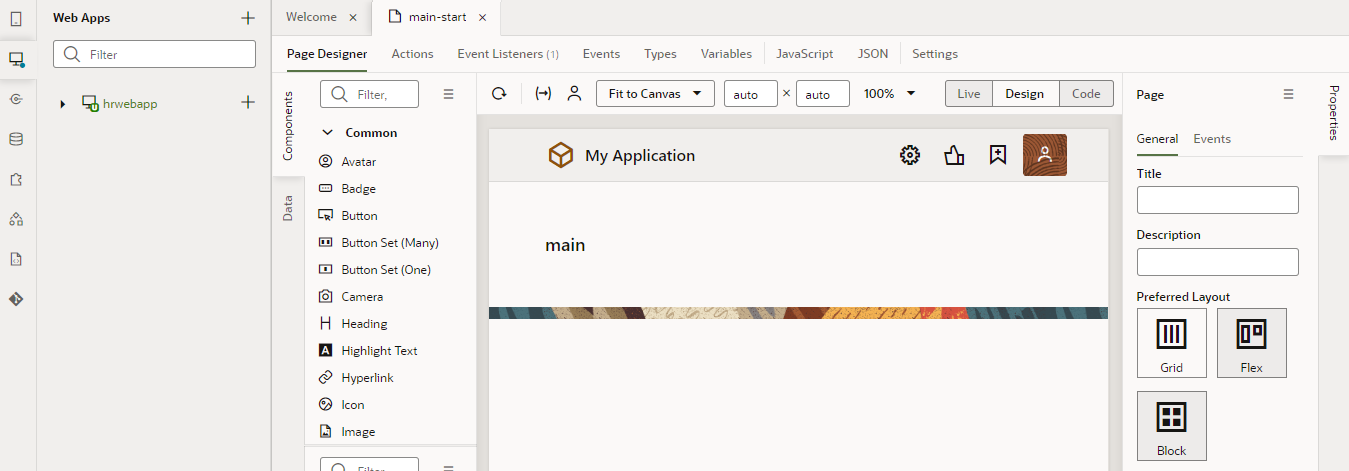 Web Apps
Filter
hrwebapp
Welcome
main-start
Page Designer
Actions
Event Listeners (1)
Events
Types
Variables
JavaScript
JSON
Settings
Components
Data
Filter,
Common
Avatar
Badge
Button
Button Set (Many)
Button Set (One)
Camera
Heading
Highlight Text
Hyperlink
Icon
Image
Filter
Fit to Canvas
auto × auto
100%
Live
Design
Code
My Application
main
Page
General
Events
Title
Description
Preferred Layout
Grid
Flex
Block
Properties